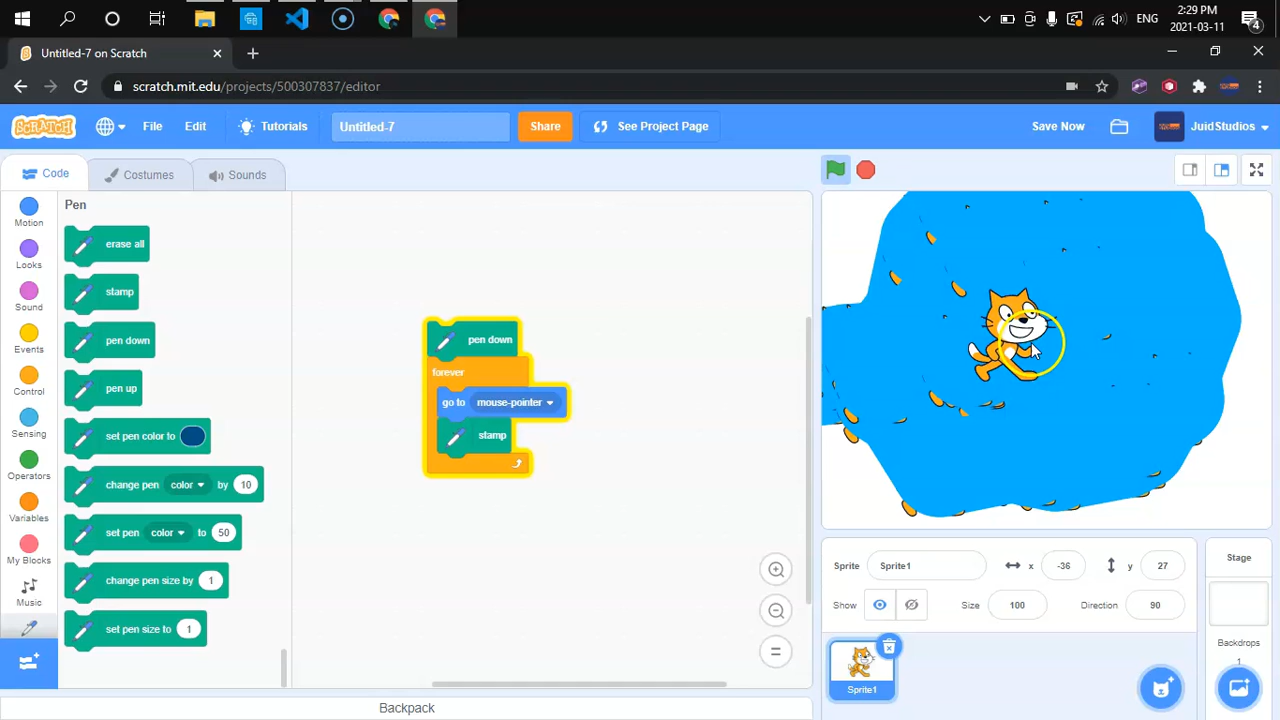 ENG
2:29 PM
2021-03-11
4
Untitled-7 on Scratch
scratch.mit.edu/projects/500307837/editor
SCRATCH
File
Edit
Tutorials
Untitled-7
Share
See Project Page
Save Now
JuidStudios
Code
Costumes
Sounds
Motion
Looks
Sound
Events
Control
Sensing
Operators
Variables
My Blocks
Music
Pen
erase all
stamp
pen down
pen up
set pen color to
change pen color by 10
set pen color to 50
change pen size by 1
set pen size to 1
pen down
forever
go to mouse-pointer
stamp
Backpack
Sprite Sprite1 x -36 y 27
Show Size 100 Direction 90
Sprite1
Stage
Backdrops
1